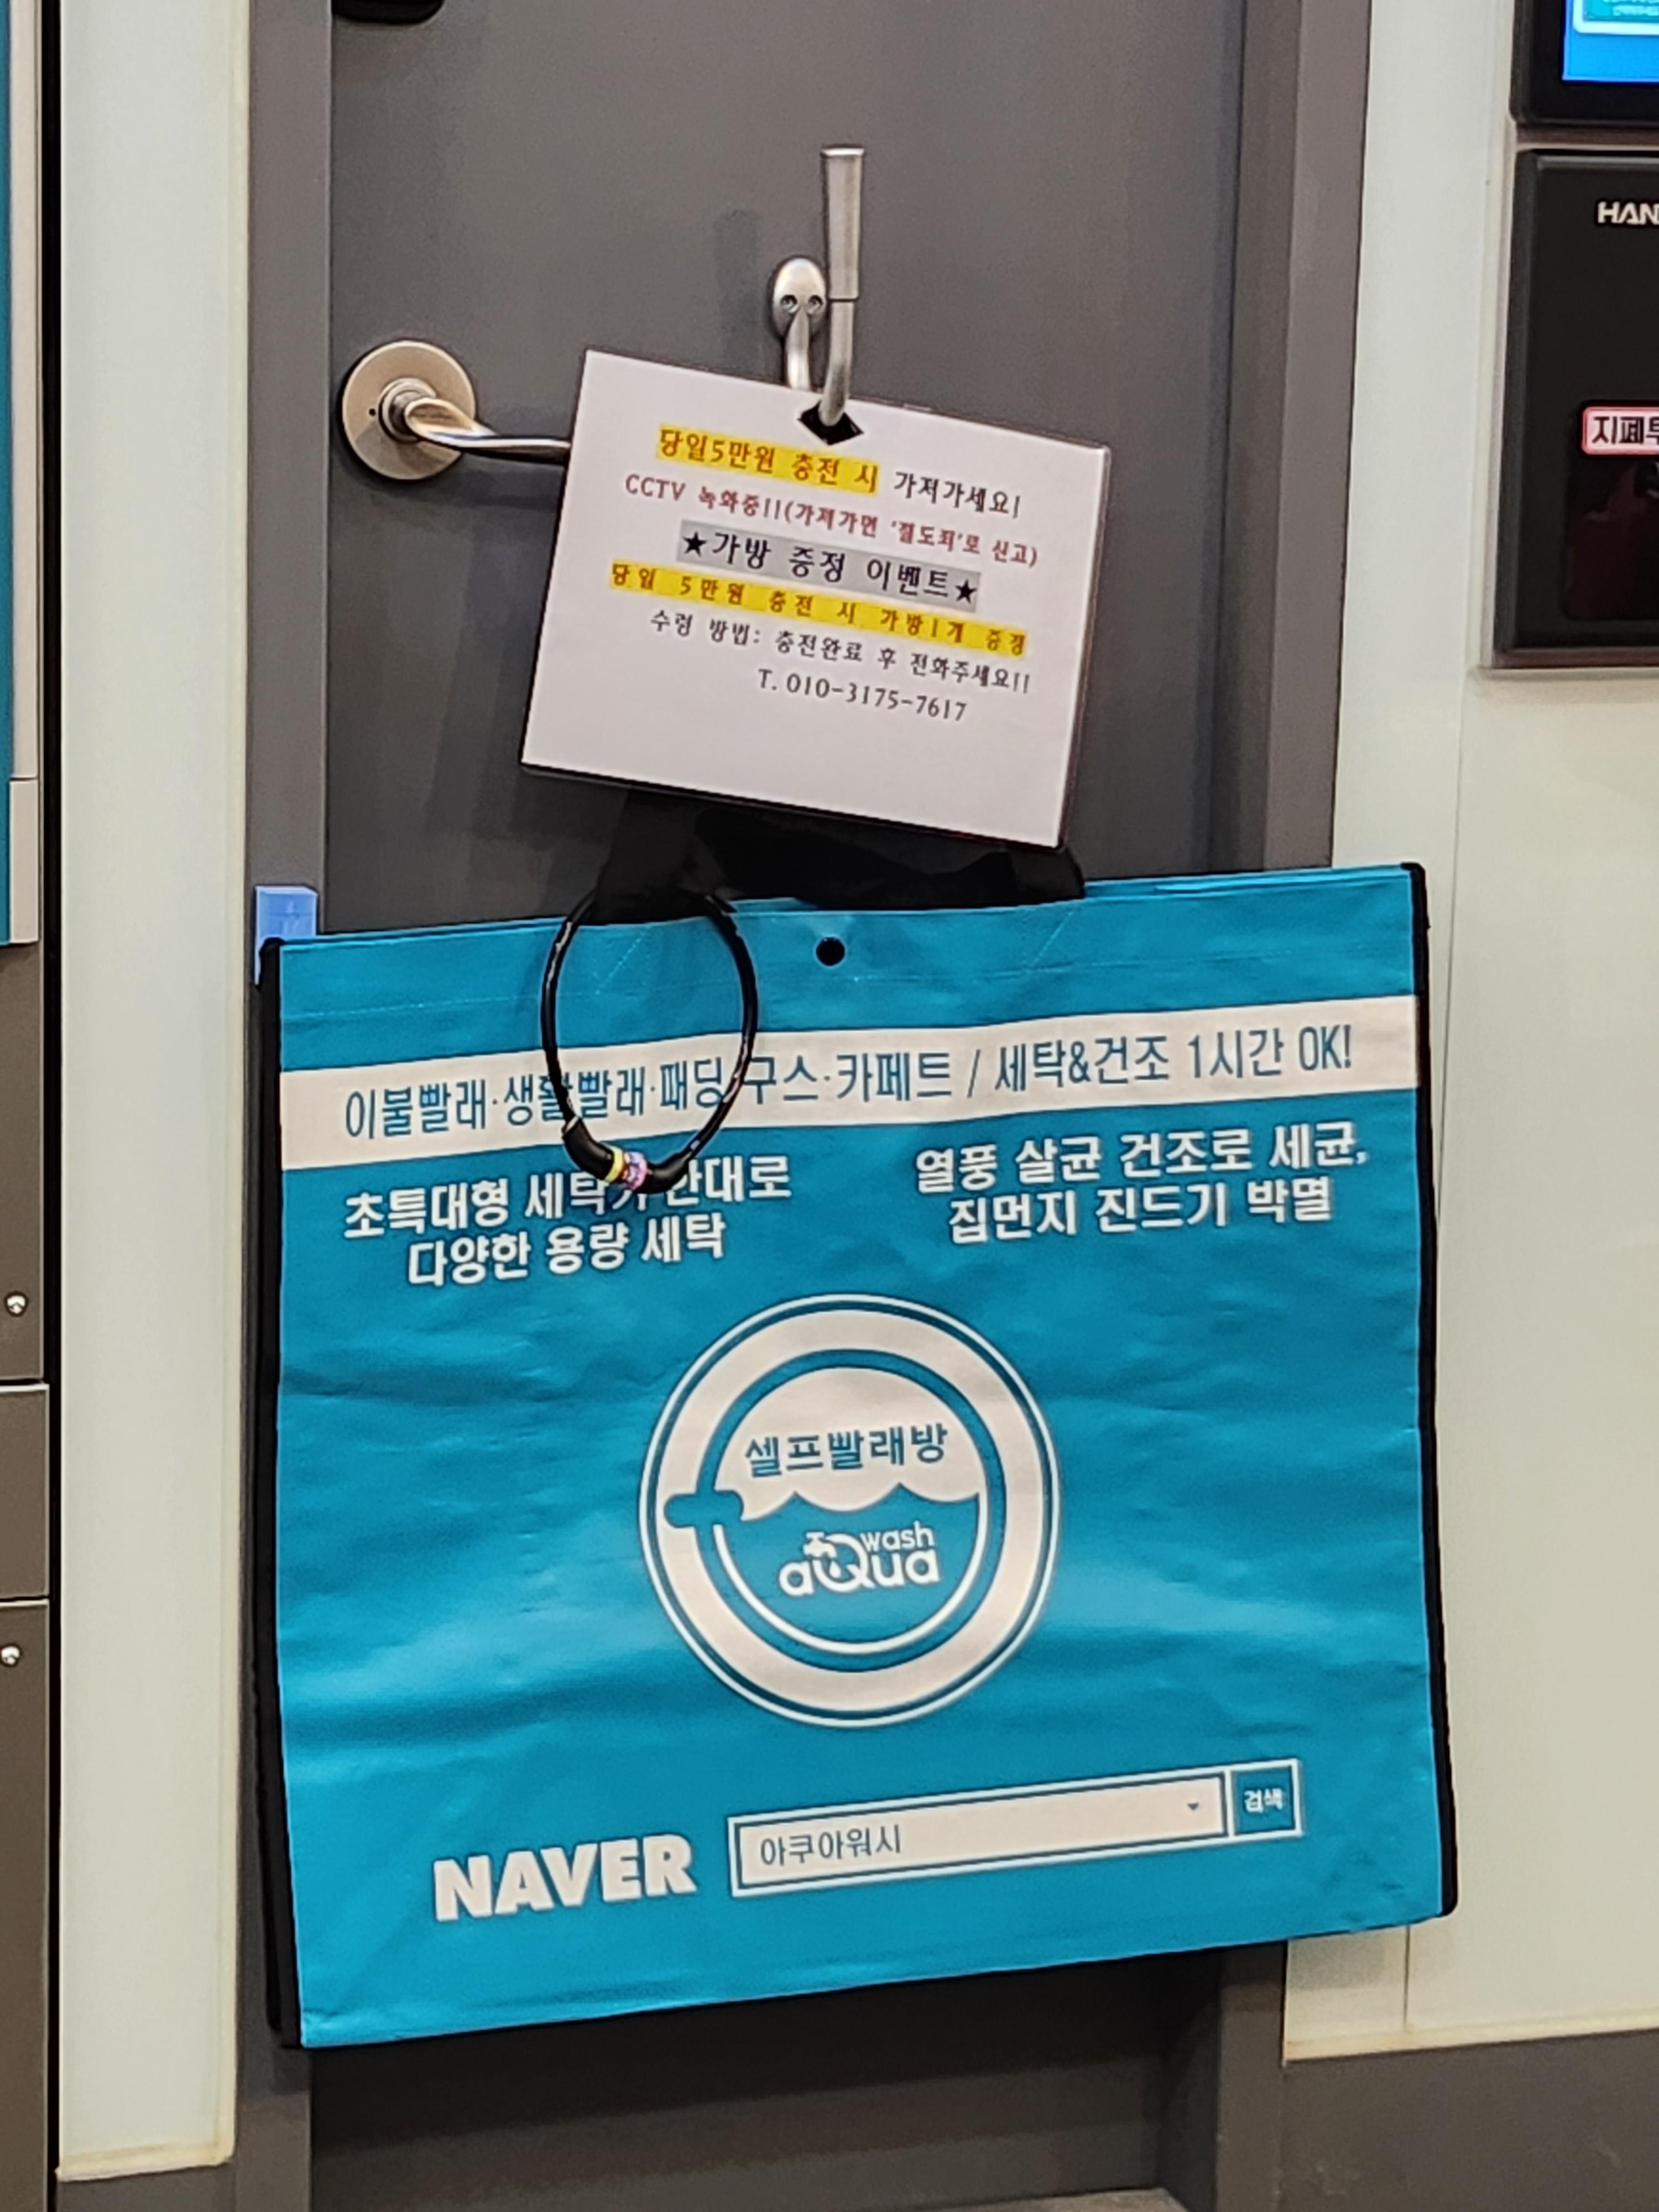 당일5만원 충전 시 가져가세요!
CCTV 녹화중!!(가져가면 '절도죄'로 신고)
★가방 증정 이벤트★
당일 5만원 충전 시 가방1개 증정
수령 방법: 충전완료 후 전화주세요!!
T. 010-3175-7617
HAN
지폐투
이불빨래·생활빨래·패딩·구스·카페트 / 세탁&건조 1시간 OK!
초특대형 세탁기 한대로
다양한 용량 세탁
열풍 살균 건조로 세균,
집먼지 진드기 박멸
셀프빨래방
wash
aQua
NAVER 아쿠아워시 검색